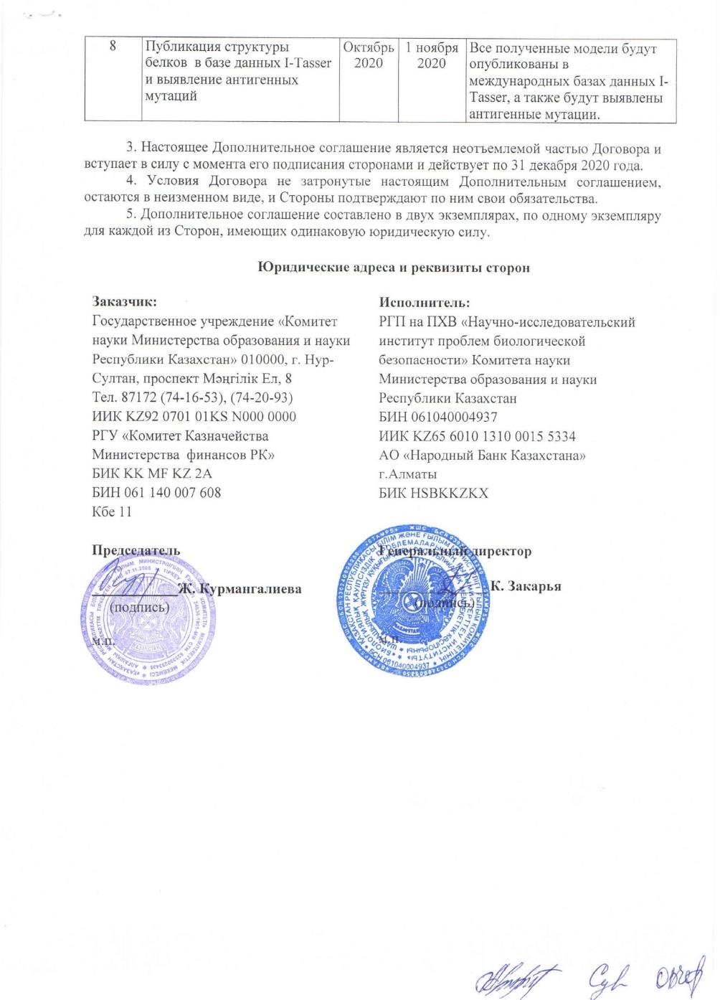 8
Публикация структуры
белков в базе данных I-Tasser
и выявление антигенных
мутаций
Октябрь
2020
1 ноября
2020
Все полученные модели будут
опубликованы в
международных базах данных I-
Tasser, а также будут выявлены
антигенные мутации.
3. Настоящее Дополнительное соглашение является неотъемлемой частью Договора и
вступает в силу с момента его подписания сторонами и действует по 31 декабря 2020 года.
4. Условия Договора не затронутые настоящим Дополнительным соглашением,
остаются в неизменном виде, и Стороны подтверждают по ним свои обязательства.
5. Дополнительное соглашение составлено в двух экземплярах, по одному экземпляру
для каждой из Сторон, имеющих одинаковую юридическую силу.
Юридические адреса и реквизиты сторон
Заказчик:
Государственное учреждение «Комитет
науки Министерства образования и науки
Республики Казахстан» 010000, г. Нур-
Султан, проспект Мәңгілік Ел, 8
Тел. 87172 (74-16-53), (74-20-93)
ИИК KZ92 0701 01KS N000 0000
РГУ «Комитет Казначейства
Министерства финансов РК»
БИК KK MF KZ 2A
БИН 061 140 007 608
Кбе 11
Председатель
Ж. Курмангалиева
(подпись)
М.П.
Исполнитель:
РГП на ПХВ «Научно-исследовательский
институт проблем биологической
безопасности» Комитета науки
Министерства образования и науки
Республики Казахстан
БИН 061040004937
ИИК KZ65 6010 1310 0015 5334
АО «Народный Банк Казахстана»
г.Алматы
БИК HSBKKZKX
Генеральный директор
К. Закарья
(подпись)
М.П.
БСН 061040004937
ҚАЗАҚСТАН